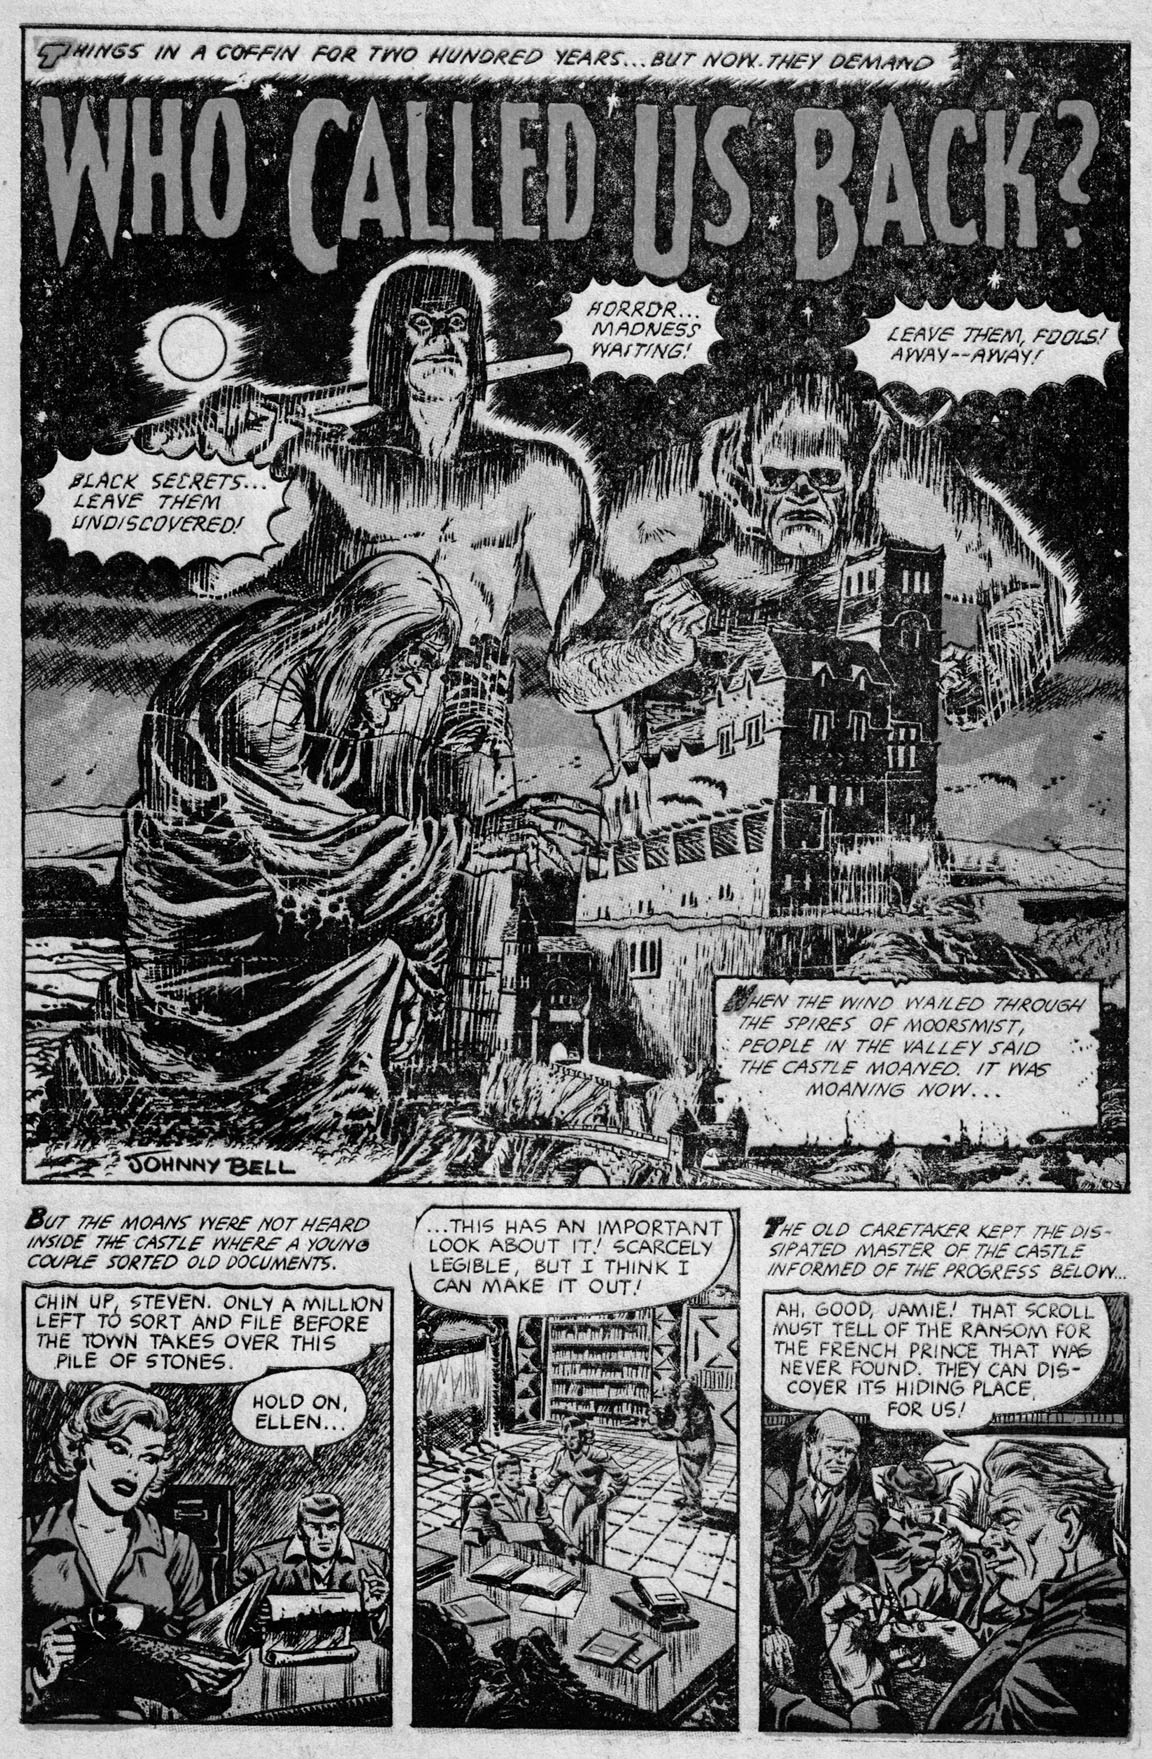 THINGS IN A COFFIN FOR TWO HUNDRED YEARS...BUT NOW THEY DEMAND
WHO CALLED US BACK?
HORROR...
MADNESS
WAITING!
LEAVE THEM, FOOLS!
AWAY--AWAY!
BLACK SECRETS...
LEAVE THEM
UNDISCOVERED!
WHEN THE WIND WAILED THROUGH
THE SPIRES OF MOORSMIST,
PEOPLE IN THE VALLEY SAID
THE CASTLE MOANED. IT WAS
MOANING NOW...
JOHNNY BELL
BUT THE MOANS WERE NOT HEARD
INSIDE THE CASTLE WHERE A YOUNG
COUPLE SORTED OLD DOCUMENTS.
CHIN UP, STEVEN. ONLY A MILLION
LEFT TO SORT AND FILE BEFORE
THE TOWN TAKES OVER THIS
PILE OF STONES.
HOLD ON,
ELLEN...
...THIS HAS AN IMPORTANT
LOOK ABOUT IT! SCARCELY
LEGIBLE, BUT I THINK I
CAN MAKE IT OUT!
THE OLD CARETAKER KEPT THE DIS-
SIPATED MASTER OF THE CASTLE
INFORMED OF THE PROGRESS BELOW...
AH, GOOD, JAMIE! THAT SCROLL
MUST TELL OF THE RANSOM FOR
THE FRENCH PRINCE THAT WAS
NEVER FOUND. THEY CAN DIS-
COVER ITS HIDING PLACE,
FOR US!